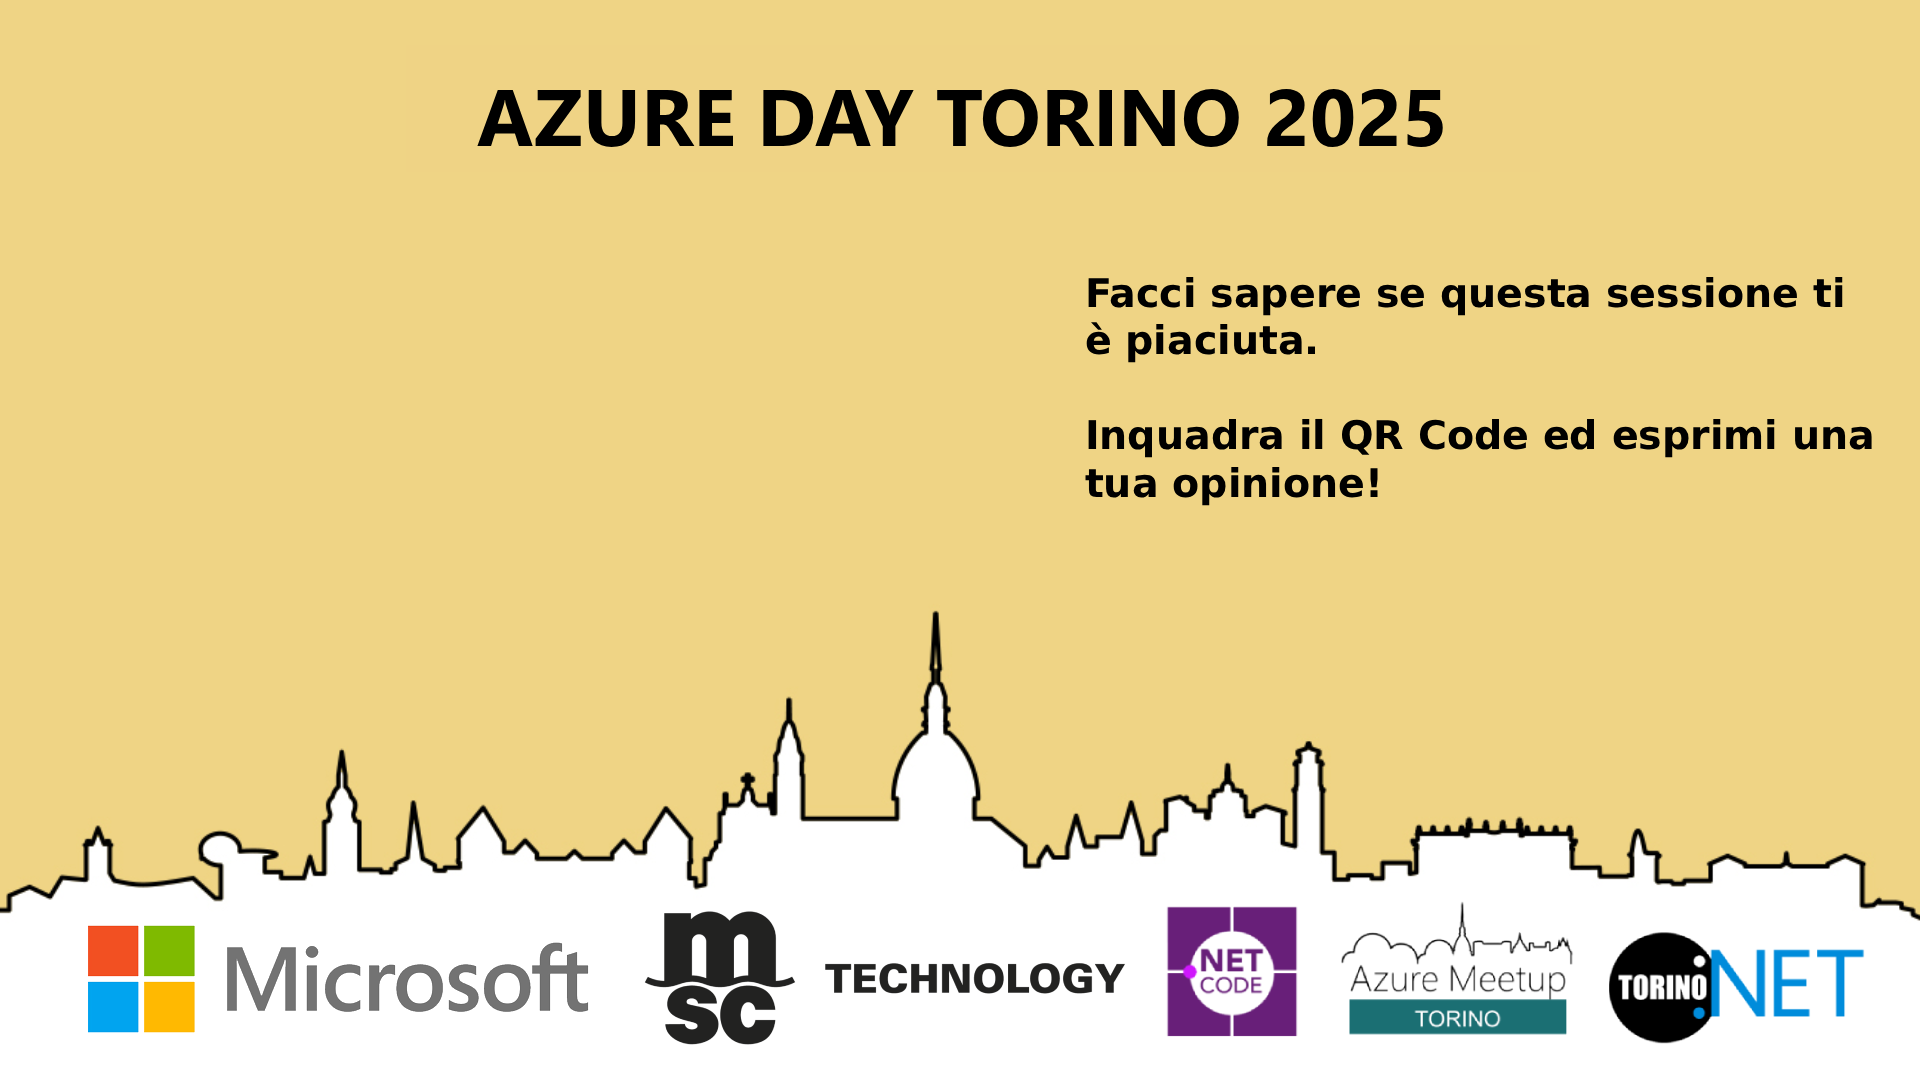 AZURE DAY TORINO 2025
Facci sapere se questa sessione ti
è piaciuta.
Inquadra il QR Code ed esprimi una
tua opinione!
Microsoft
msc
TECHNOLOGY
NET
CODE
Azure Meetup
TORINO
TORINO
NET